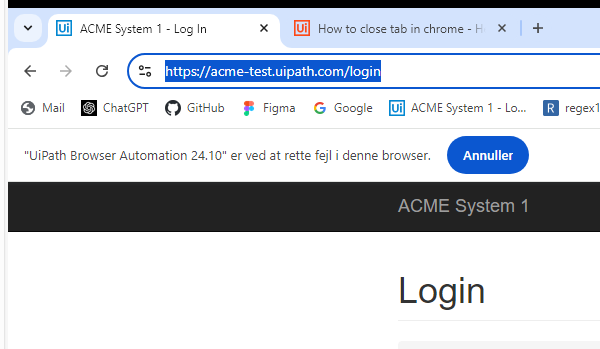 Ui ACME System 1 - Log In
Ui How to close tab in chrome - H
https://acme-test.uipath.com/login
Mail ChatGPT GitHub Figma Google Ui ACME System 1 - Lo... R regex1
"UiPath Browser Automation 24.10" er ved at rette fejl i denne browser. Annuller
ACME System 1
Login